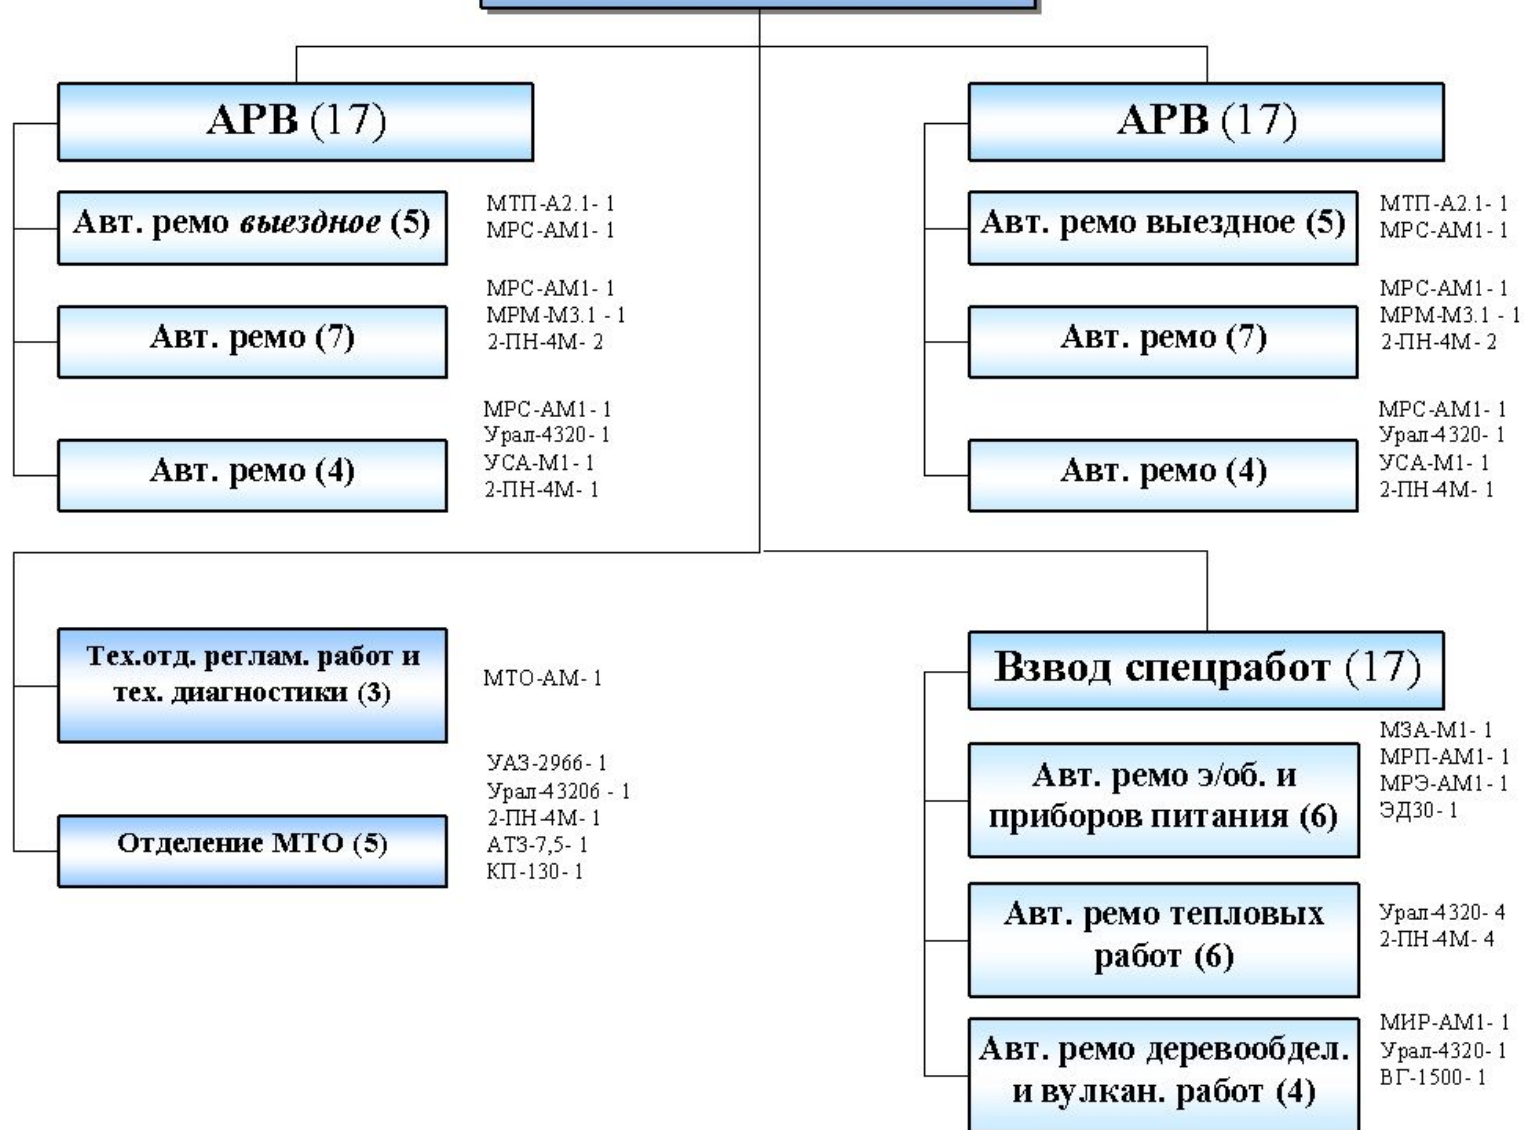 АРВ (17)
Авт. ремо выездное (5)
МТП-А2.1- 1
МРС-АМ1- 1
Авт. ремо (7)
МРС-АМ1- 1
МРМ-М3.1 - 1
2-ПН-4М- 2
Авт. ремо (4)
МРС-АМ1- 1
Урал-4320- 1
УСА-М1- 1
2-ПН-4М- 1
АРВ (17)
Авт. ремо выездное (5)
МТП-А2.1- 1
МРС-АМ1- 1
Авт. ремо (7)
МРС-АМ1- 1
МРМ-М3.1 - 1
2-ПН-4М- 2
Авт. ремо (4)
МРС-АМ1- 1
Урал-4320- 1
УСА-М1- 1
2-ПН-4М- 1
Тех.отд. реглам. работ и
тех. диагностики (3)
МТО-АМ- 1
Отделение МТО (5)
УАЗ-2966- 1
Урал-43206 - 1
2-ПН-4М- 1
АТЗ-7,5- 1
КП-130- 1
Взвод спецработ (17)
Авт. ремо э/об. и
приборов питания (6)
МЗА-М1- 1
МРП-АМ1- 1
МРЭ-АМ1- 1
ЭД30- 1
Авт. ремо тепловых
работ (6)
Урал-4320- 4
2-ПН-4М- 4
Авт. ремо деревообдел.
и вулкан. работ (4)
МИР-АМ1- 1
Урал-4320- 1
ВГ-1500- 1